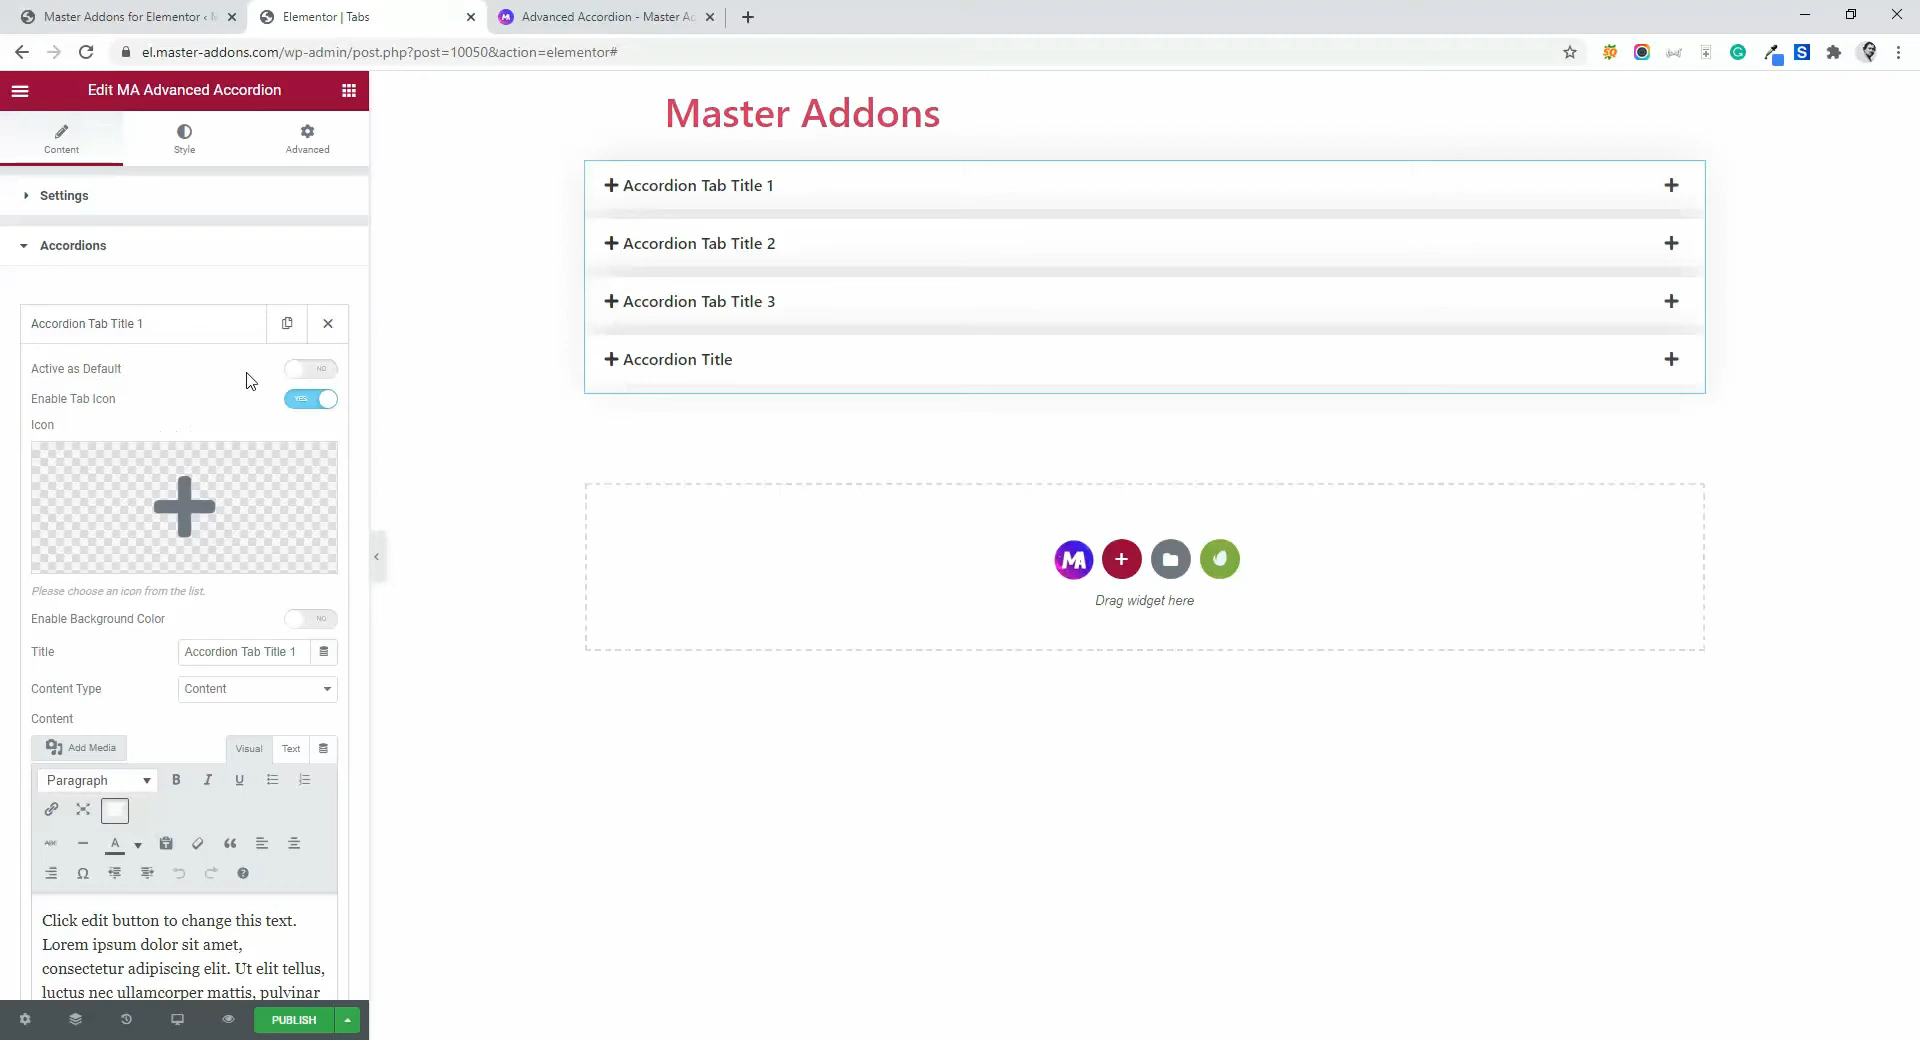 Master Addons for Elementor ‹
Elementor | Tabs
Advanced Accordion - Master Ad
el.master-addons.com/wp-admin/post.php?post=10050&action=elementor#
Edit MA Advanced Accordion
Content
Style
Advanced
Settings
Accordions
Accordion Tab Title 1
Active as Default
NO
Enable Tab Icon
YES
Icon
Please choose an icon from the list.
Enable Background Color
NO
Title
Accordion Tab Title 1
Content Type
Content
Content
Add Media
Visual
Text
Paragraph
B
I
U
ABC
A
Ω
Click edit button to change this text.
Lorem ipsum dolor sit amet,
consectetur adipiscing elit. Ut elit tellus,
luctus nec ullamcorper mattis, pulvinar
PUBLISH
Master Addons
Accordion Tab Title 1
Accordion Tab Title 2
Accordion Tab Title 3
Accordion Title
MA
Drag widget here